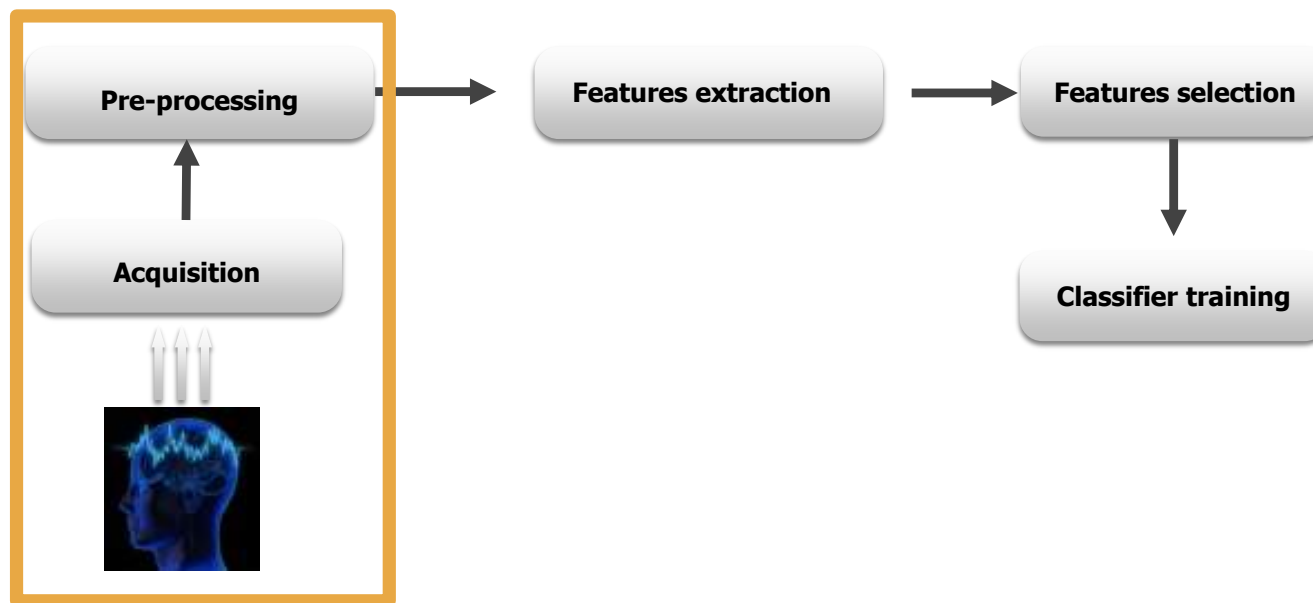 Pre-processing
Features extraction
Features selection
Acquisition
Classifier training